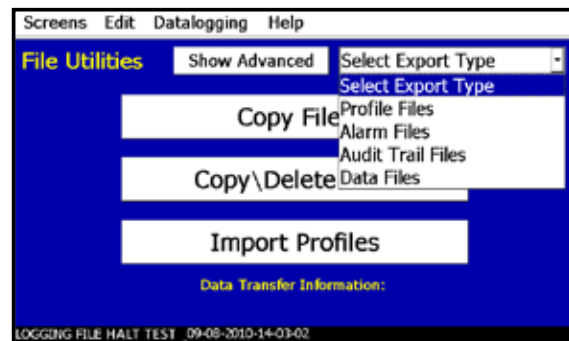 Screens Edit Datalogging Help
File Utilities Show Advanced Select Export Type
Select Export Type
Profile Files
Alarm Files
Audit Trail Files
Data Files
Copy File
Copy\Delete
Import Profiles
Data Transfer Information:
LOGGING FILE HALT TEST _09-08-2010-14-03-02